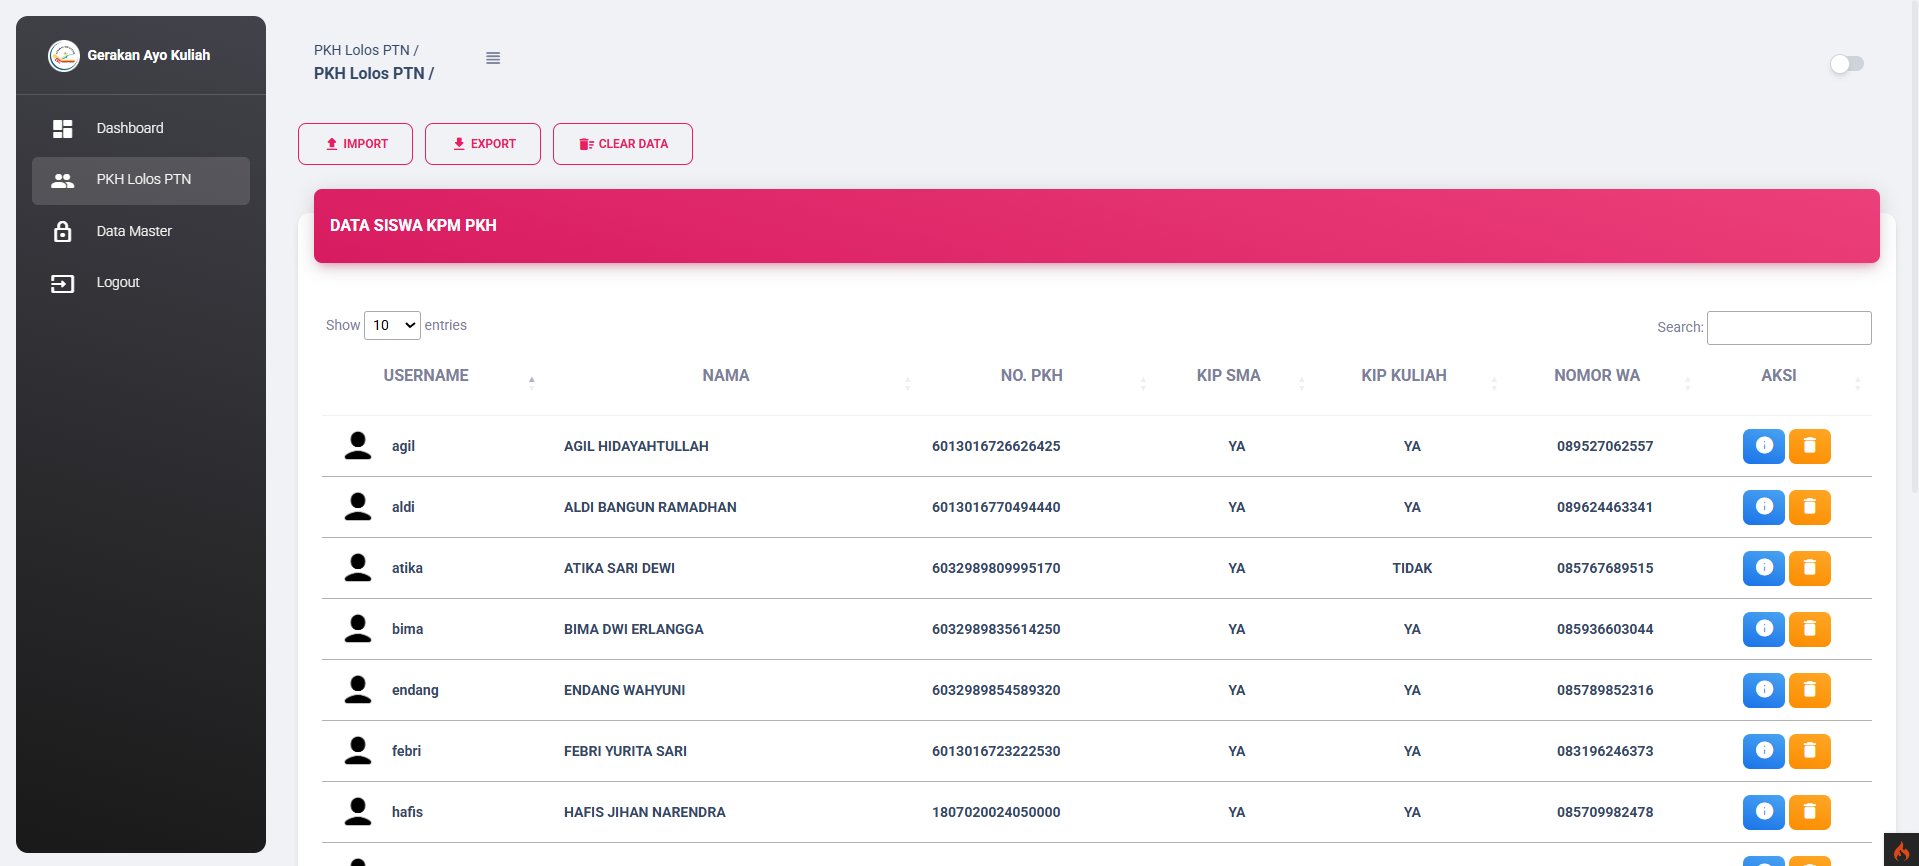 Gerakan Ayo Kuliah
Dashboard
PKH Lolos PTN
Data Master
Logout
PKH Lolos PTN /
PKH Lolos PTN /
IMPORT EXPORT CLEAR DATA
DATA SISWA KPM PKH
Show 10 entries Search:
USERNAME NAMA NO. PKH KIP SMA KIP KULIAH NOMOR WA AKSI
agil AGIL HIDAYAHTULLAH 6013016726626425 YA YA 089527062557
aldi ALDI BANGUN RAMADHAN 6013016770494440 YA YA 089624463341
atika ATIKA SARI DEWI 6032989809995170 YA TIDAK 085767689515
bima BIMA DWI ERLANGGA 6032989835614250 YA YA 085936603044
endang ENDANG WAHYUNI 6032989854589320 YA YA 085789852316
febri FEBRI YURITA SARI 6013016723222530 YA YA 083196246373
hafis HAFIS JIHAN NARENDRA 1807020024050000 YA YA 085709982478